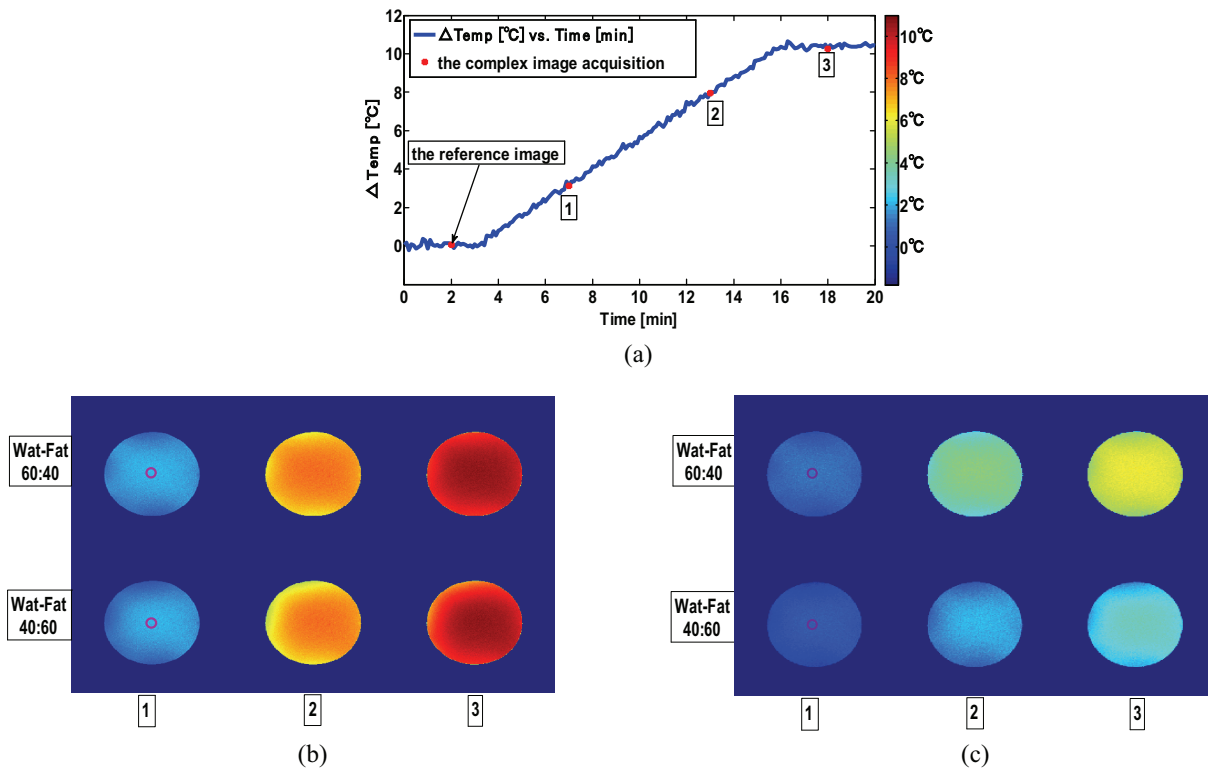 12
10
8
6
4
2
0
△Temp [℃]
△Temp [℃] vs. Time [min]
the complex image acquisition
the reference image
1
2
3
0 2 4 6 8 10 12 14 16 18 20
Time [min]
10℃
8℃
6℃
4℃
2℃
0℃
(a)
Wat-Fat
60:40
Wat-Fat
40:60
1 2 3
(b)
Wat-Fat
60:40
Wat-Fat
40:60
1 2 3
(c)